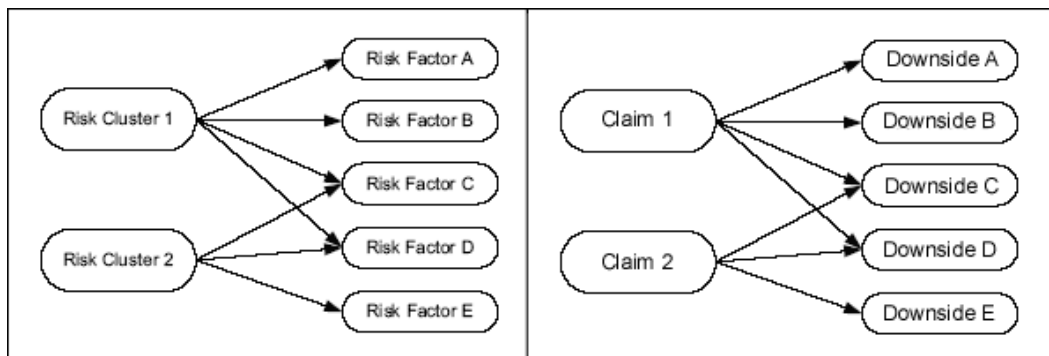 Risk Cluster 1
Risk Cluster 2
Risk Factor A
Risk Factor B
Risk Factor C
Risk Factor D
Risk Factor E
Claim 1
Claim 2
Downside A
Downside B
Downside C
Downside D
Downside E